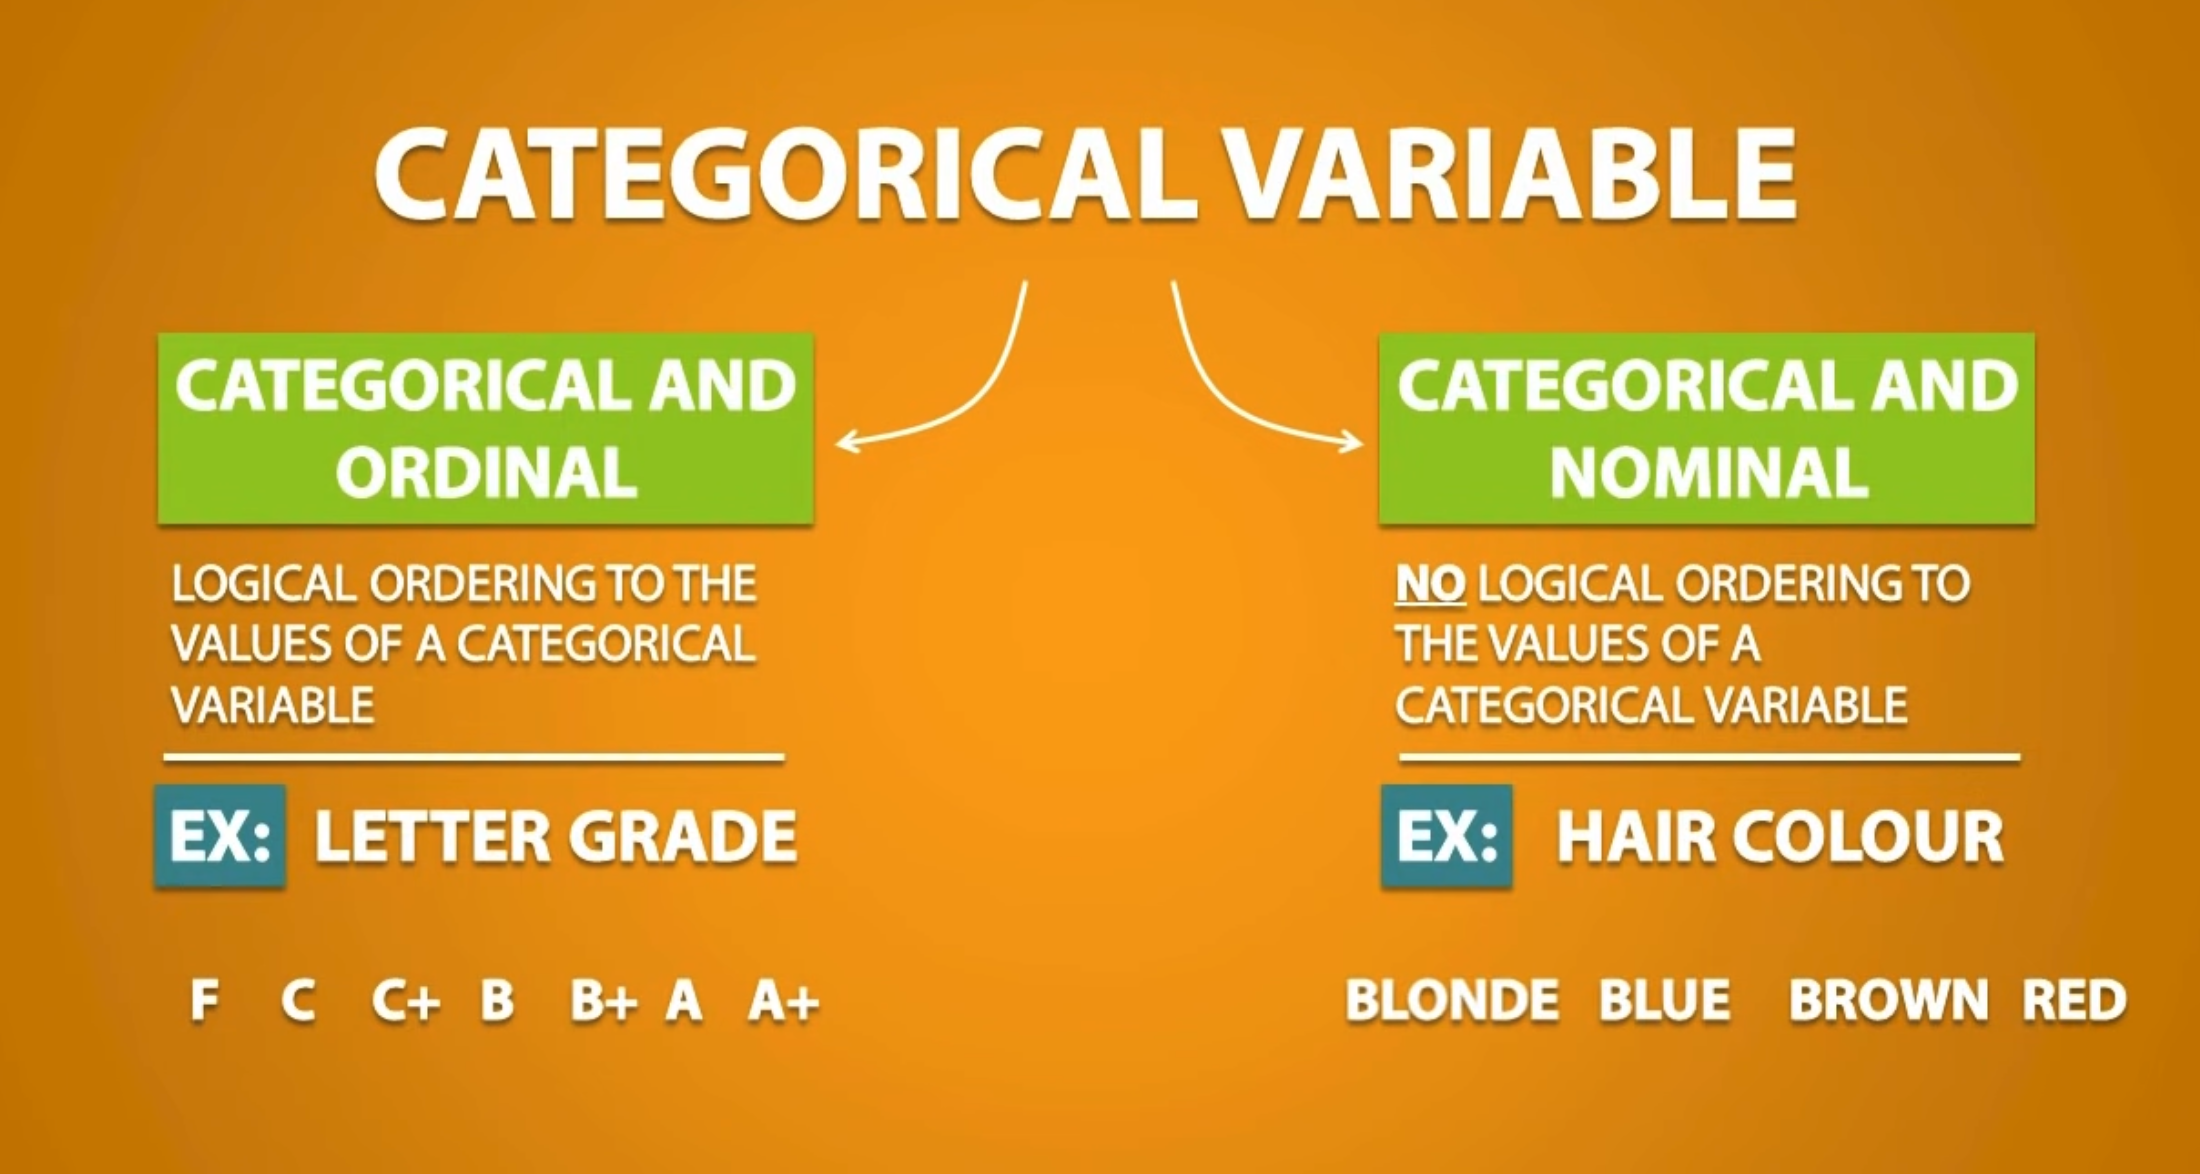 CATEGORICAL VARIABLE
CATEGORICAL AND
ORDINAL
LOGICAL ORDERING TO THE
VALUES OF A CATEGORICAL
VARIABLE
EX: LETTER GRADE
F C C+ B B+ A A+
CATEGORICAL AND
NOMINAL
NO LOGICAL ORDERING TO
THE VALUES OF A
CATEGORICAL VARIABLE
EX: HAIR COLOUR
BLONDE BLUE BROWN RED